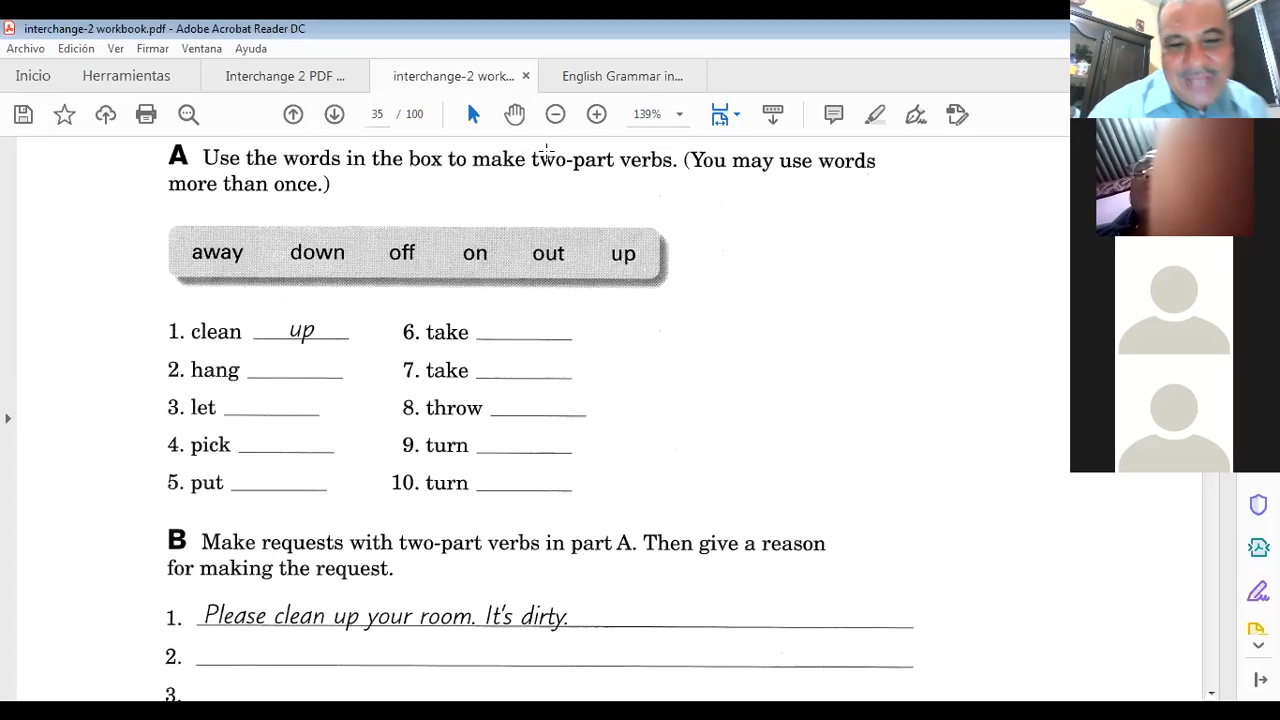 interchange-2 workbook.pdf - Adobe Acrobat Reader DC
Archivo Edición Ver Firmar Ventana Ayuda
Inicio Herramientas Interchange 2 PDF ... interchange-2 work... × English Grammar in...
35 / 100 139%
A Use the words in the box to make two-part verbs. (You may use words
more than once.)
away down off on out up
1. clean up 6. take
2. hang 7. take
3. let 8. throw
4. pick 9. turn
5. put 10. turn
B Make requests with two-part verbs in part A. Then give a reason
for making the request.
1. Please clean up your room. It's dirty.
2.
3.